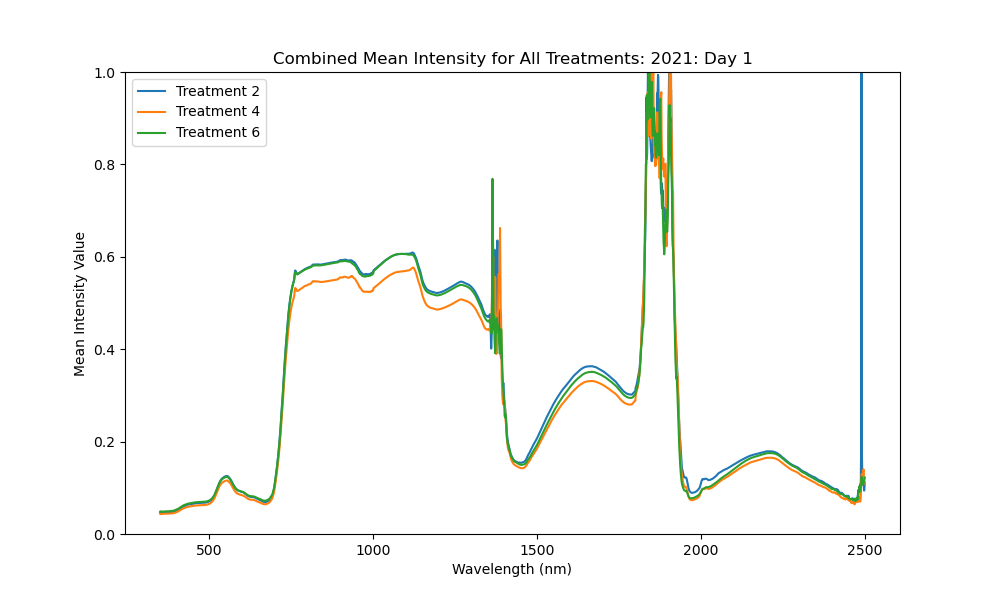 Combined Mean Intensity for All Treatments: 2021: Day 1
1.0
Treatment 2
Treatment 4
Treatment 6
0.8
0.6
0.4
0.2
0.0
Mean Intensity Value
500 1000 1500 2000 2500
Wavelength (nm)